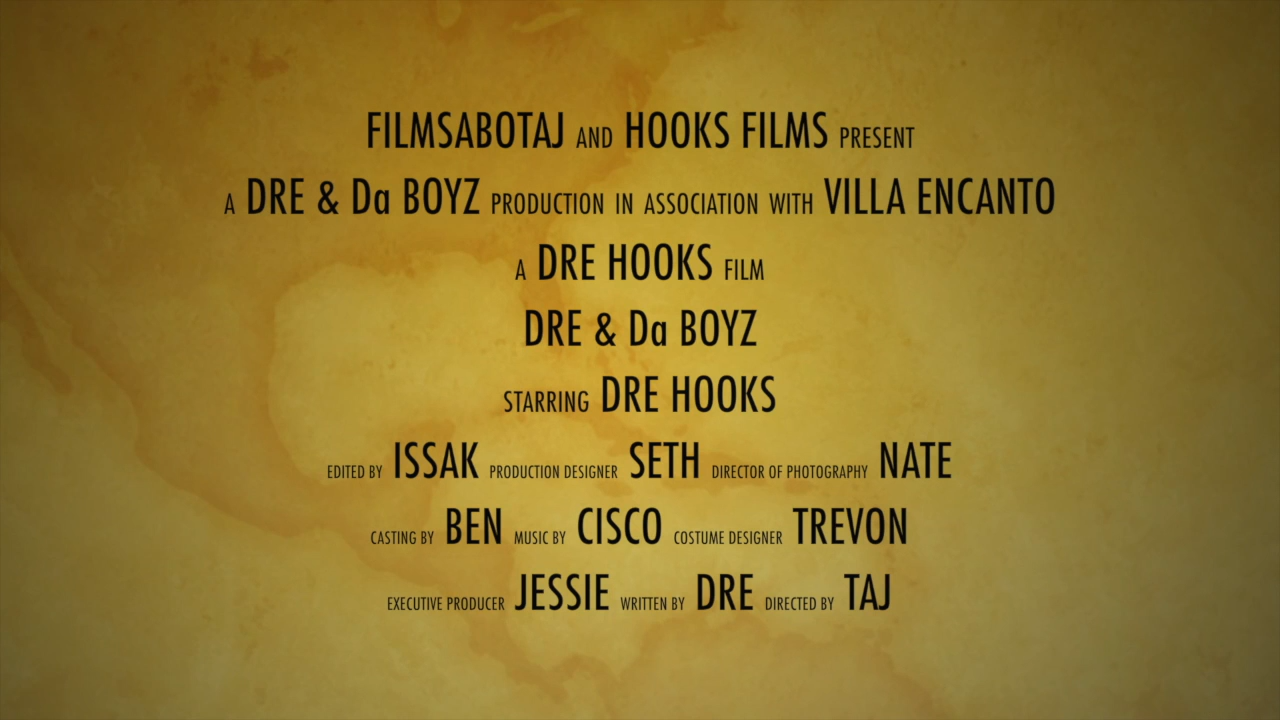 FILMSABOTAJ AND HOOKS FILMS PRESENT
A DRE & Da BOYZ PRODUCTION IN ASSOCIATION WITH VILLA ENCANTO
A DRE HOOKS FILM
DRE & Da BOYZ
STARRING DRE HOOKS
EDITED BY ISSAK PRODUCTION DESIGNER SETH DIRECTOR OF PHOTOGRAPHY NATE
CASTING BY BEN MUSIC BY CISCO COSTUME DESIGNER TREVON
EXECUTIVE PRODUCER JESSIE WRITTEN BY DRE DIRECTED BY TAJ